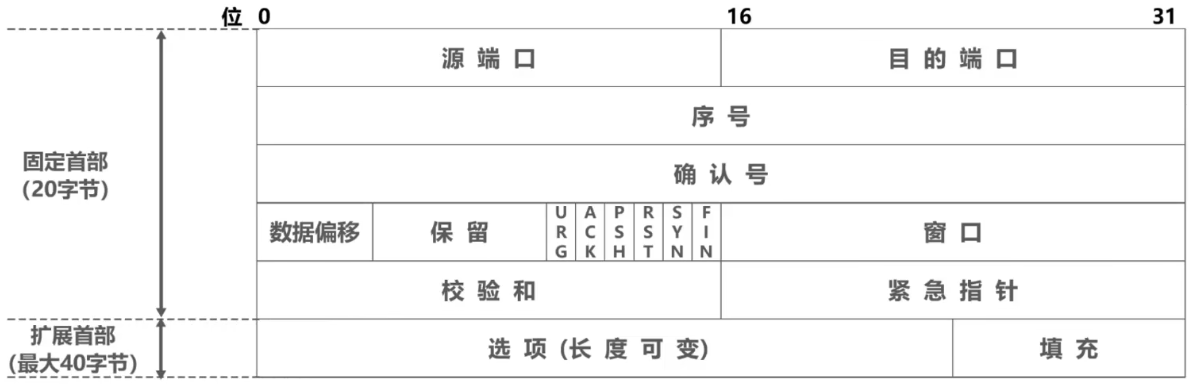 位 0 16 31
源端口 目的端口
序号
确认号
固定首部
(20字节)
数据偏移 保留 URG ACK PSH RST SYN FIN 窗口
校验和 紧急指针
扩展首部
(最大40字节)
选项(长度可变) 填充